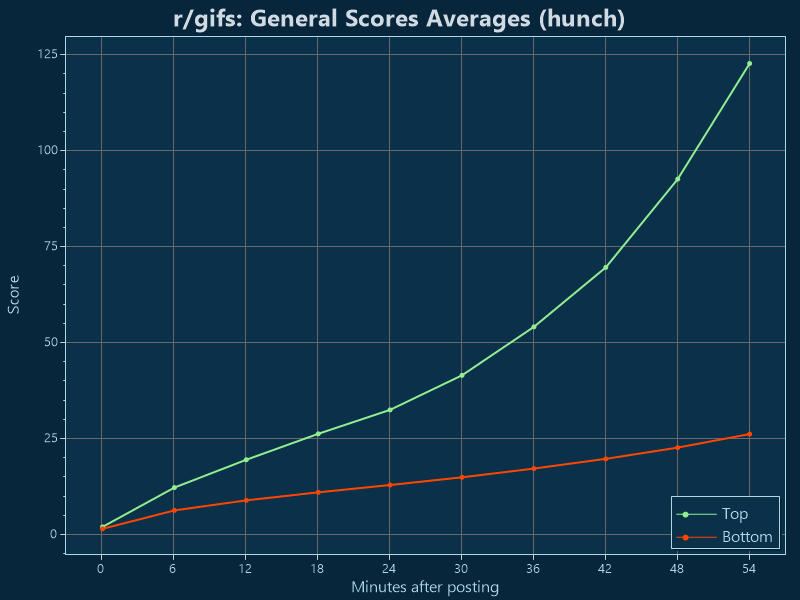 r/gifs: General Scores Averages (hunch)
125
100
75
50
25
0
Score
0 6 12 18 24 30 36 42 48 54
Minutes after posting
Top
Bottom